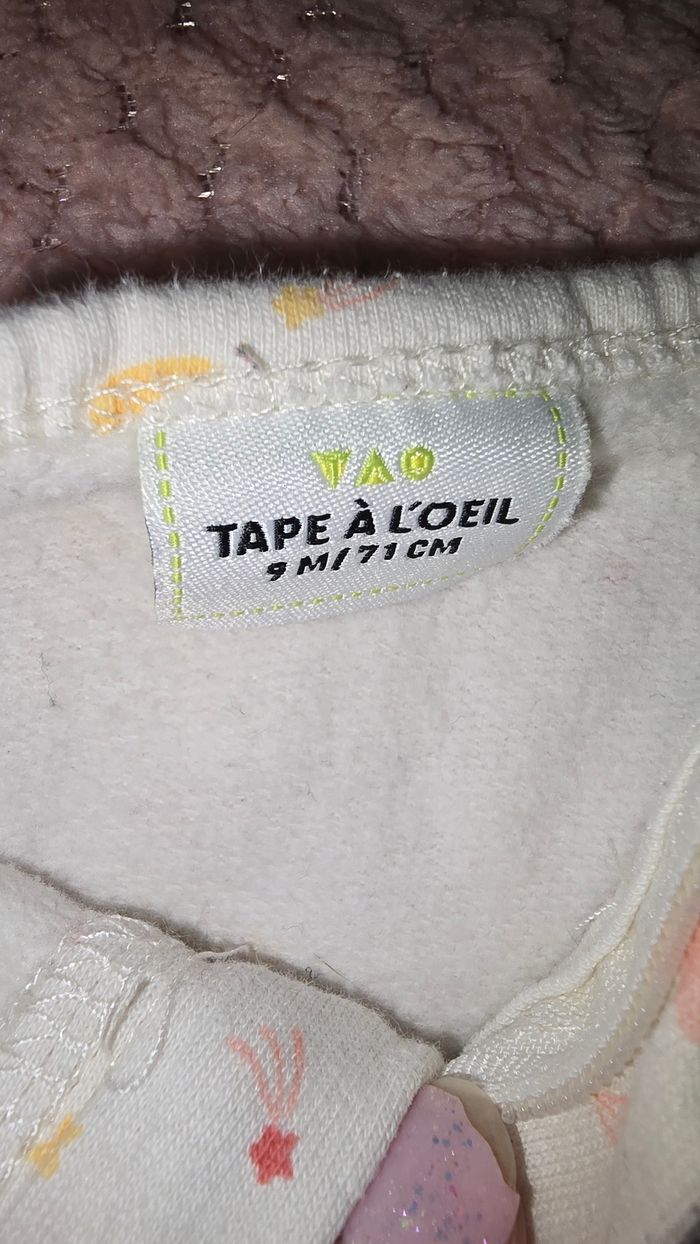 TAO
TAPE À L'OEIL
9 M/71 CM